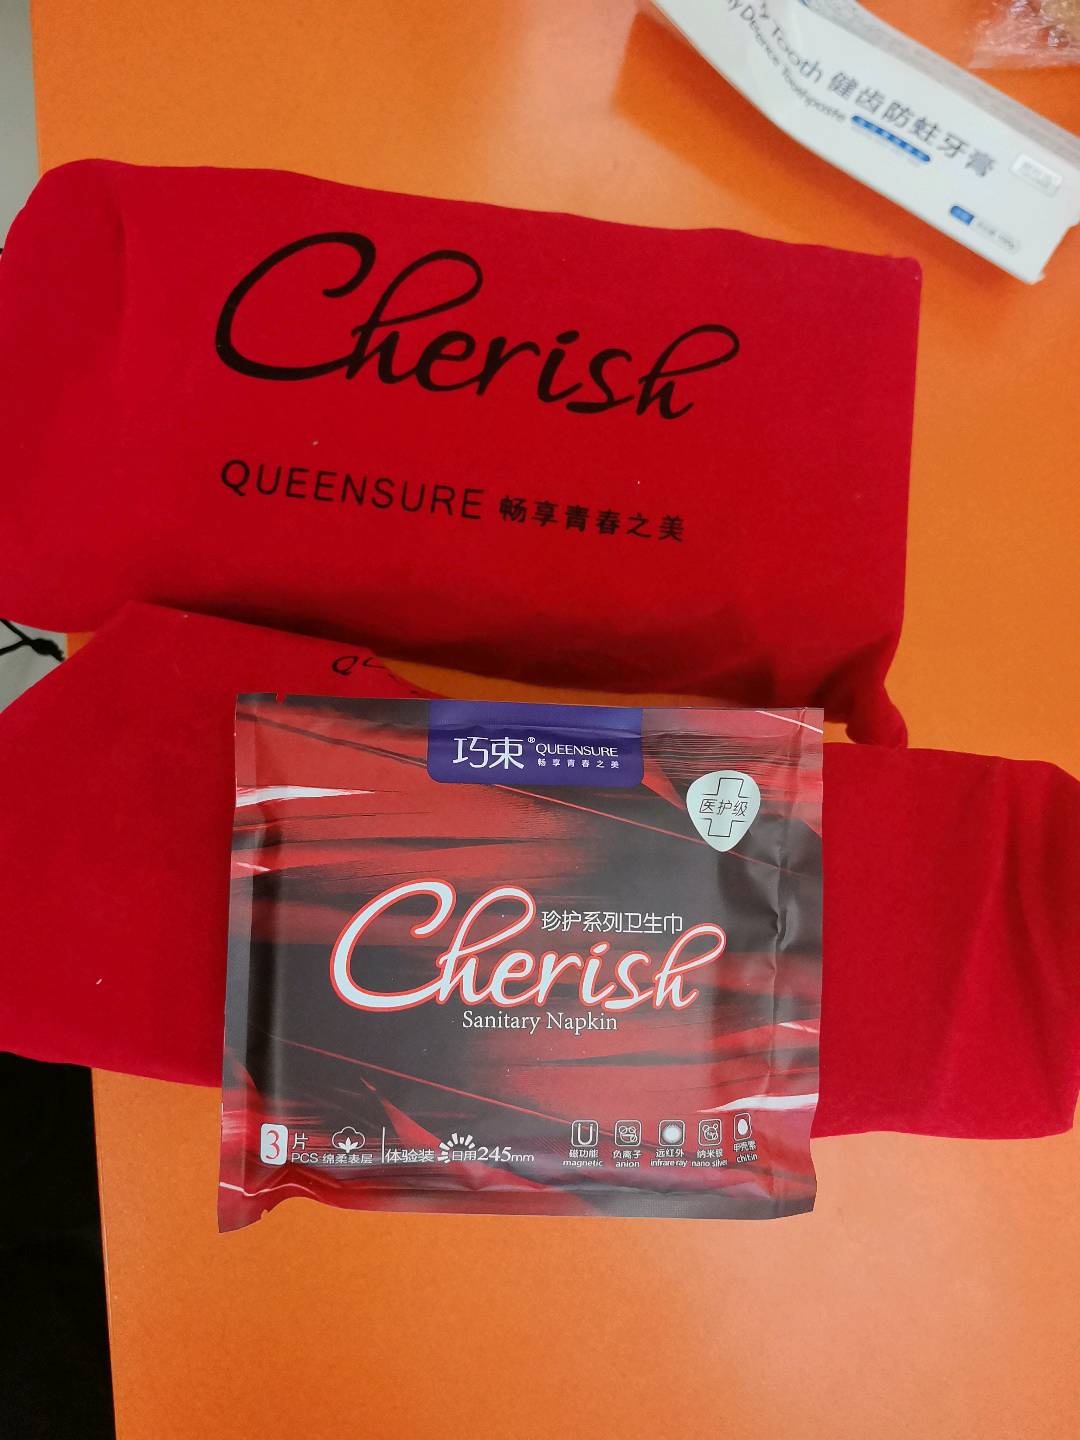 Tooth 健齿防蛀牙膏
Toothpaste
Cherish
QUEENSURE 畅享青春之美
巧束® QUEENSURE
畅享青春之美
医护级
珍护系列卫生巾
Cherish
Sanitary Napkin
3片 PCS 绵柔表层 体验装 日用245mm
磁功能 负离子 远红外 纳米银 甲壳素
magnetic anion infrare ray nano silver chitin